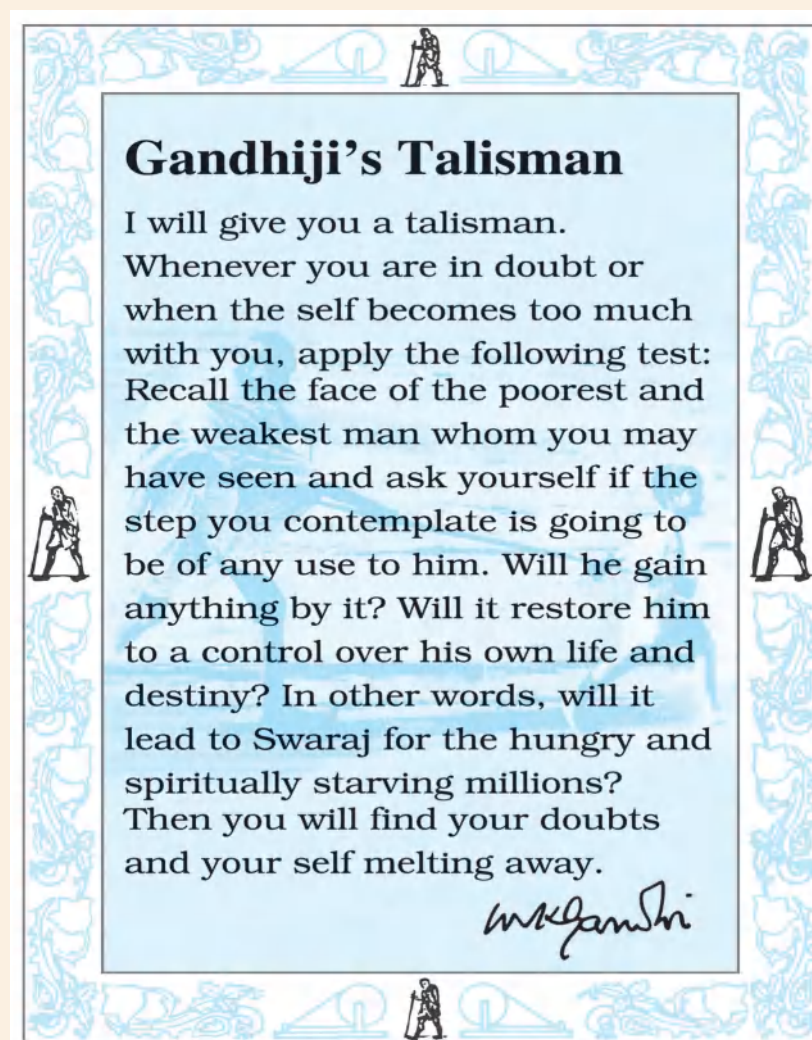 Gandhiji's Talisman
I will give you a talisman.
Whenever you are in doubt or
when the self becomes too much
with you, apply the following test:
Recall the face of the poorest and
the weakest man whom you may
have seen and ask yourself if the
step you contemplate is going to
be of any use to him. Will he gain
anything by it? Will it restore him
to a control over his own life and
destiny? In other words, will it
lead to Swaraj for the hungry and
spiritually starving millions?
Then you will find your doubts
and your self melting away.
mkgandhi